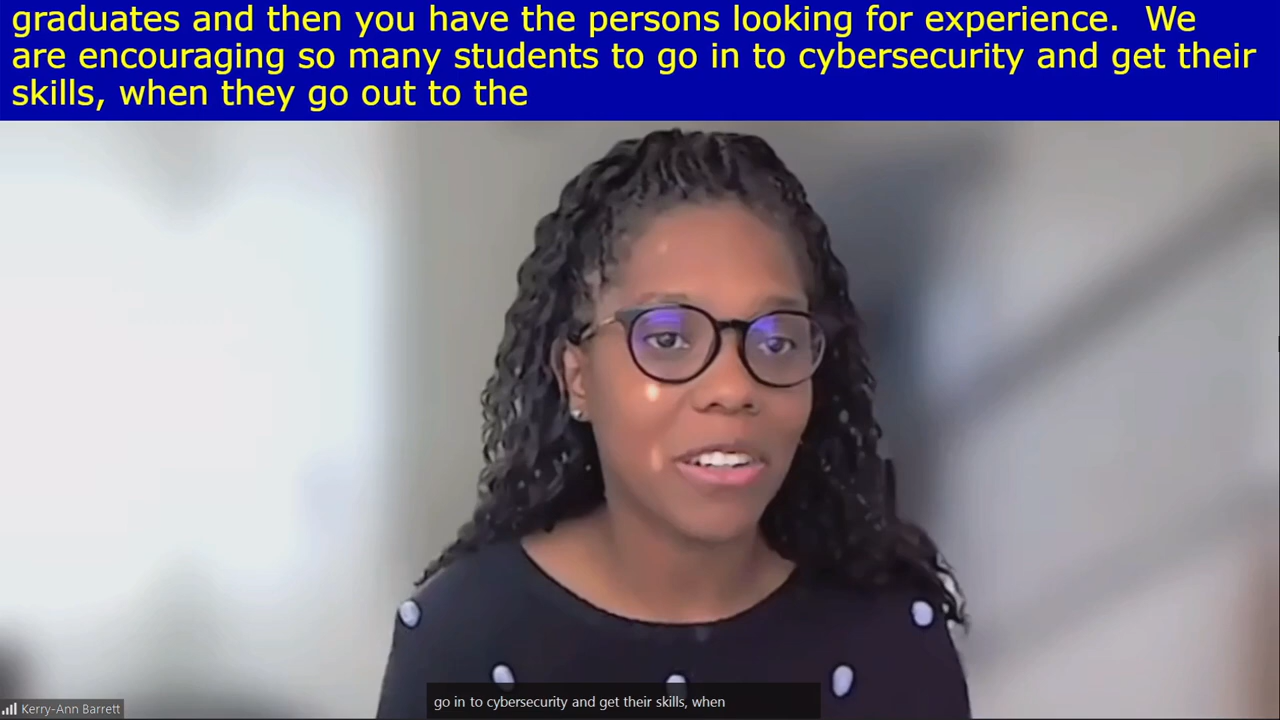 graduates and then you have the persons looking for experience.  We
are encouraging so many students to go in to cybersecurity and get their
skills, when they go out to the
go in to cybersecurity and get their skills, when
Kerry-Ann Barrett